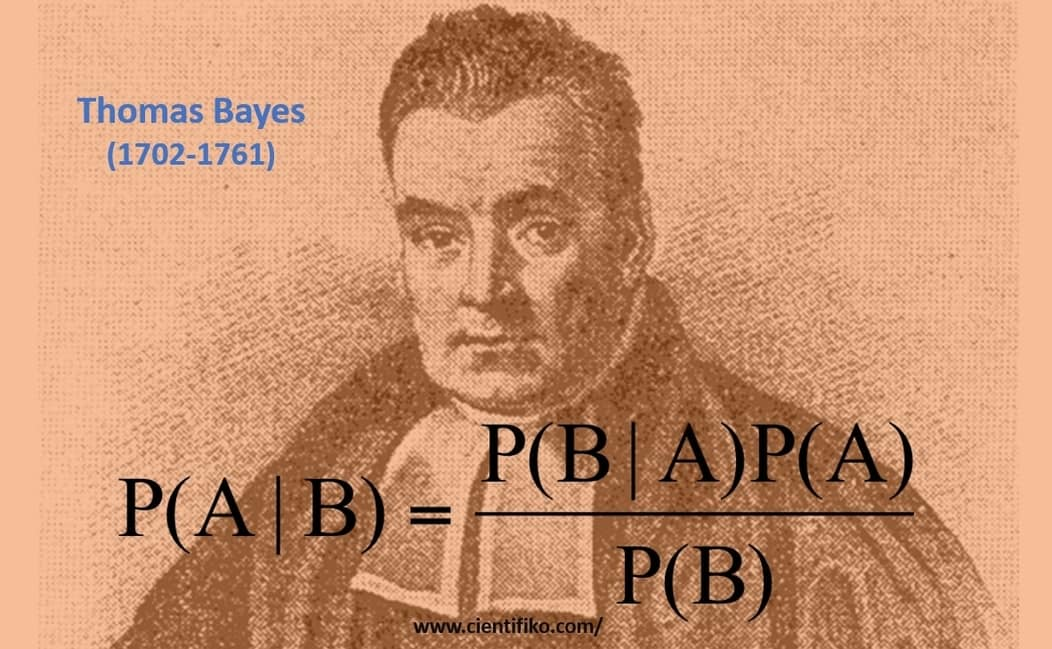 Thomas Bayes
(1702-1761)
P(A | B) = P(B | A)P(A)
P(B)
www.cientifiko.com/